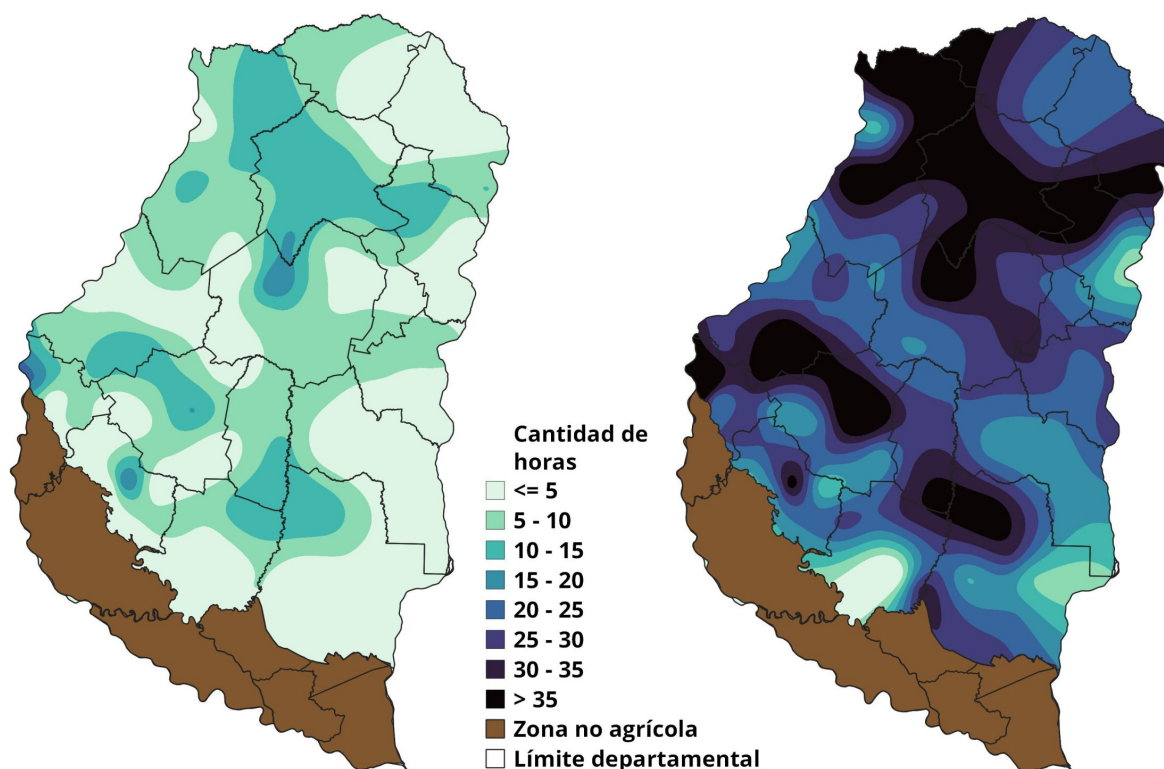 Cantidad de
horas
<= 5
5 - 10
10 - 15
15 - 20
20 - 25
25 - 30
30 - 35
> 35
Zona no agrícola
Límite departamental